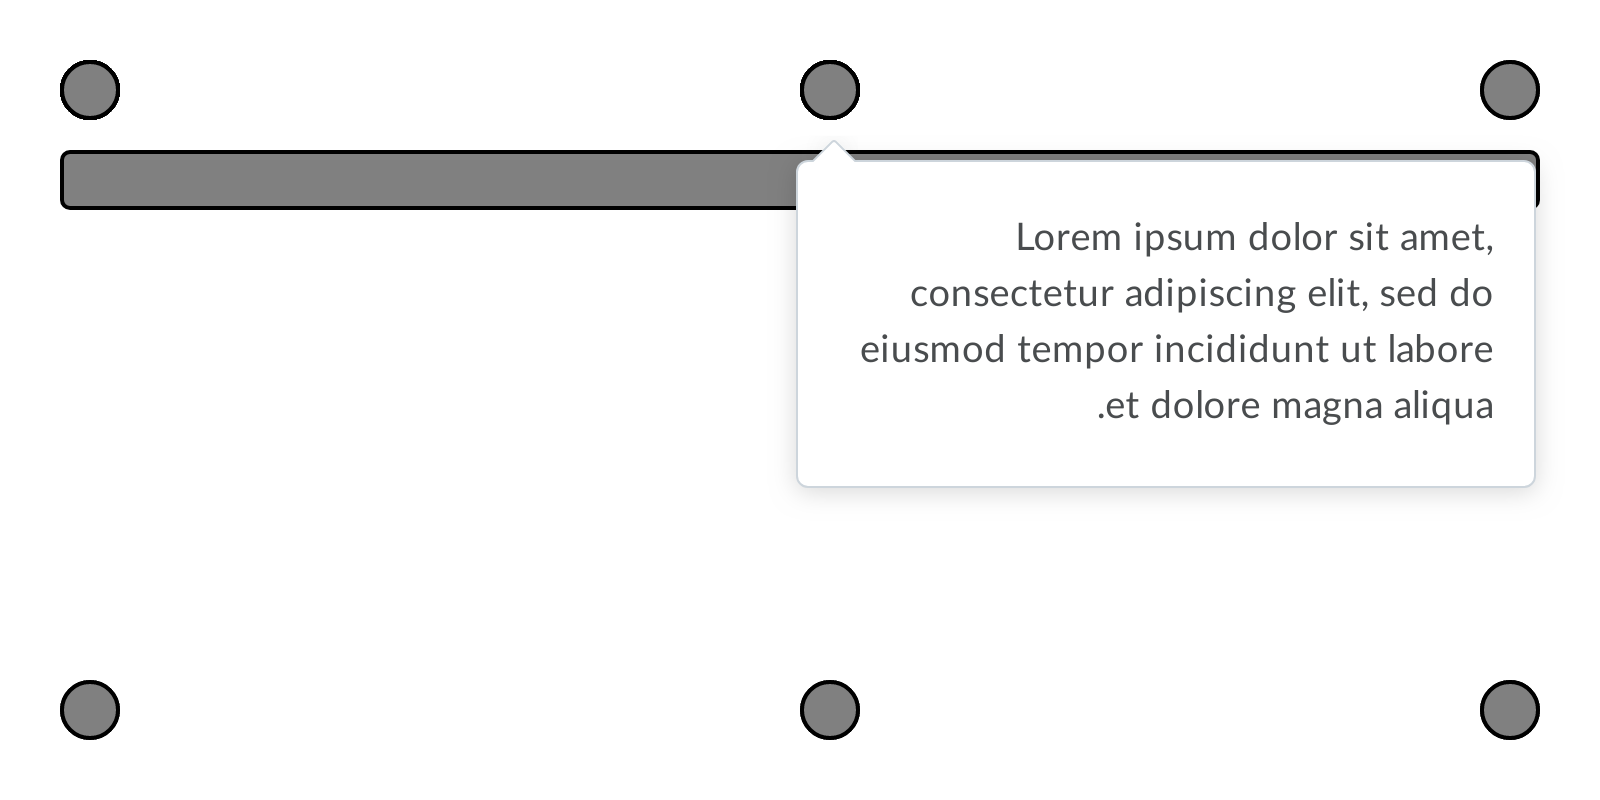 Lorem ipsum dolor sit amet,
consectetur adipiscing elit, sed do
eiusmod tempor incididunt ut labore
.et dolore magna aliqua